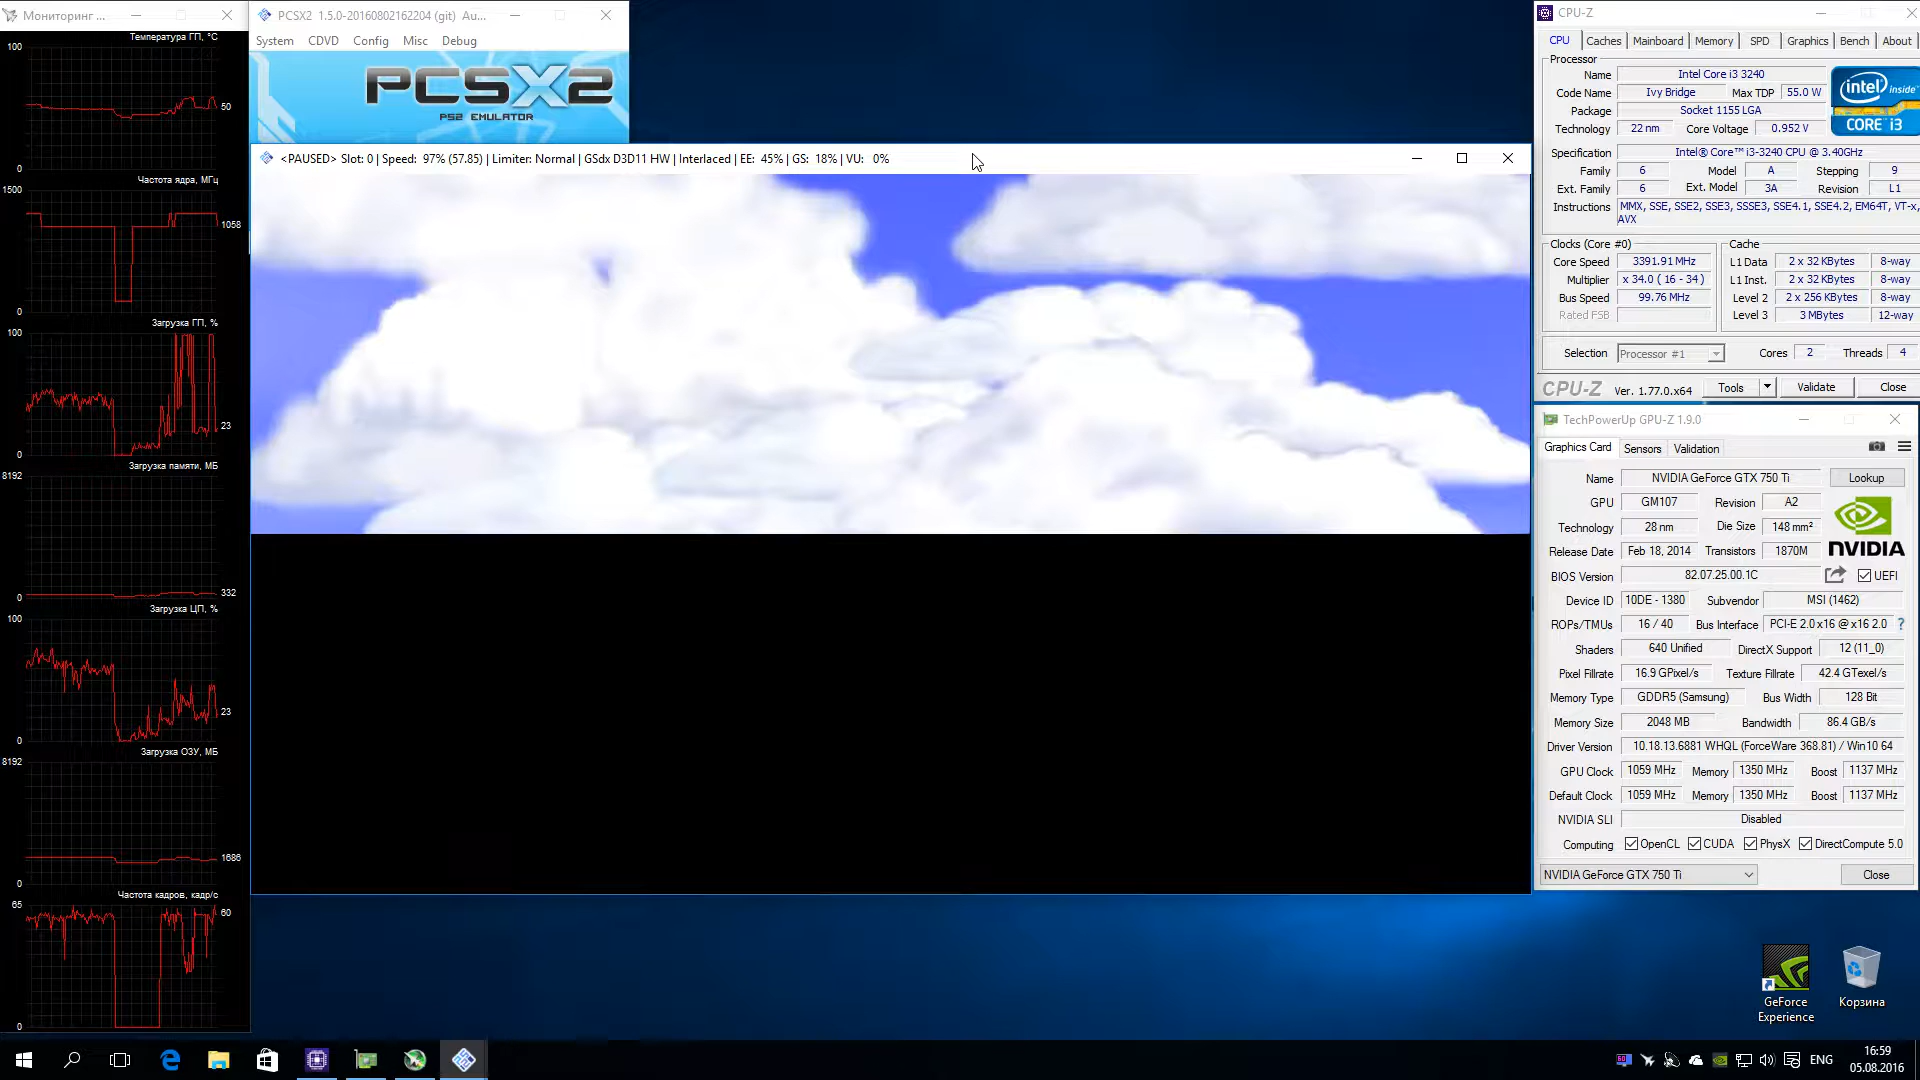 Мониторинг ...
Температура ГП, °C
100
50
0
Частота ядра, МГц
1500
1058
0
Загрузка ГП, %
100
23
0
Загрузка памяти, МБ
8192
332
0
Загрузка ЦП, %
100
23
0
Загрузка ОЗУ, МБ
8192
1686
0
Частота кадров, кадр/с
65
60
0
PCSX2 1.5.0-20160802162204 (git) Au...
System CDVD Config Misc Debug
PCSX2
PS2 EMULATOR
<PAUSED> Slot: 0 | Speed: 97% (57.85) | Limiter: Normal | GSdx D3D11 HW | Interlaced | EE: 45% | GS: 18% | VU: 0%
CPU-Z
CPU Caches Mainboard Memory SPD Graphics Bench About
Processor
Name Intel Core i3 3240
Code Name Ivy Bridge Max TDP 55.0 W
Package Socket 1155 LGA
Technology 22 nm Core Voltage 0.952 V
intel inside™
CORE i3
Specification Intel® Core™ i3-3240 CPU @ 3.40GHz
Family 6 Model A Stepping 9
Ext. Family 6 Ext. Model 3A Revision L1
Instructions MMX, SSE, SSE2, SSE3, SSSE3, SSE4.1, SSE4.2, EM64T, VT-x,
AVX
Clocks (Core #0)
Core Speed 3391.91 MHz
Multiplier x 34.0 ( 16 - 34 )
Bus Speed 99.76 MHz
Rated FSB
Cache
L1 Data 2 x 32 KBytes 8-way
L1 Inst. 2 x 32 KBytes 8-way
Level 2 2 x 256 KBytes 8-way
Level 3 3 MBytes 12-way
Selection Processor #1 Cores 2 Threads 4
CPU-Z Ver. 1.77.0.x64 Tools Validate Close
TechPowerUp GPU-Z 1.9.0
Graphics Card Sensors Validation
Name NVIDIA GeForce GTX 750 Ti Lookup
GPU GM107 Revision A2
Technology 28 nm Die Size 148 mm²
Release Date Feb 18, 2014 Transistors 1870M
NVIDIA
BIOS Version 82.07.25.00.1C UEFI
Device ID 10DE - 1380 Subvendor MSI (1462)
ROPs/TMUs 16 / 40 Bus Interface PCI-E 2.0 x16 @ x16 2.0 ?
Shaders 640 Unified DirectX Support 12 (11_0)
Pixel Fillrate 16.9 GPixel/s Texture Fillrate 42.4 GTexel/s
Memory Type GDDR5 (Samsung) Bus Width 128 Bit
Memory Size 2048 MB Bandwidth 86.4 GB/s
Driver Version 10.18.13.6881 WHQL (ForceWare 368.81) / Win10 64
GPU Clock 1059 MHz Memory 1350 MHz Boost 1137 MHz
Default Clock 1059 MHz Memory 1350 MHz Boost 1137 MHz
NVIDIA SLI Disabled
Computing OpenCL CUDA PhysX DirectCompute 5.0
NVIDIA GeForce GTX 750 Ti Close
GeForce
Experience
Корзина
60
ENG
16:59
05.08.2016